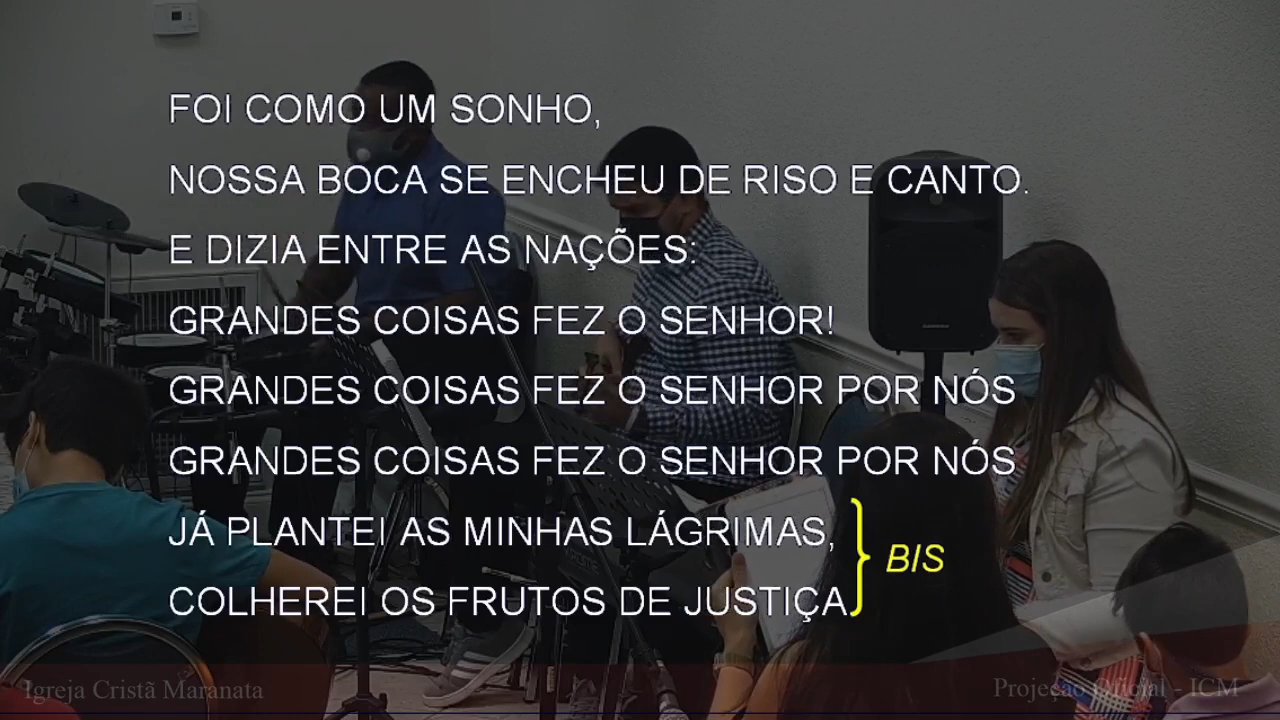 FOI COMO UM SONHO,
NOSSA BOCA SE ENCHEU DE RISO E CANTO.
E DIZIA ENTRE AS NAÇÕES:
GRANDES COISAS FEZ O SENHOR!
GRANDES COISAS FEZ O SENHOR POR NÓS
GRANDES COISAS FEZ O SENHOR POR NÓS
JÁ PLANTEI AS MINHAS LÁGRIMAS,
COLHEREI OS FRUTOS DE JUSTIÇA
BIS
Igreja Cristã Maranata
Projeção Oficial - ICM